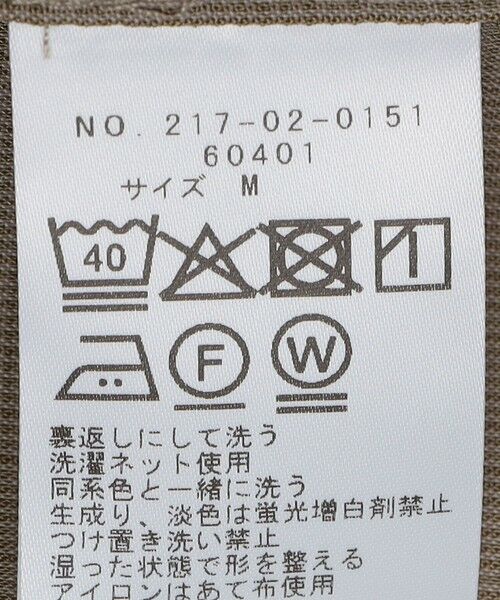 NO. 217-02-0151
60401
サイズ M
40
F W
裏返しにして洗う
洗濯ネット使用
同系色と一緒に洗う
生成り、淡色は蛍光増白剤禁止
つけ置き洗い禁止
湿った状態で形を整える
アイロンはあて布使用